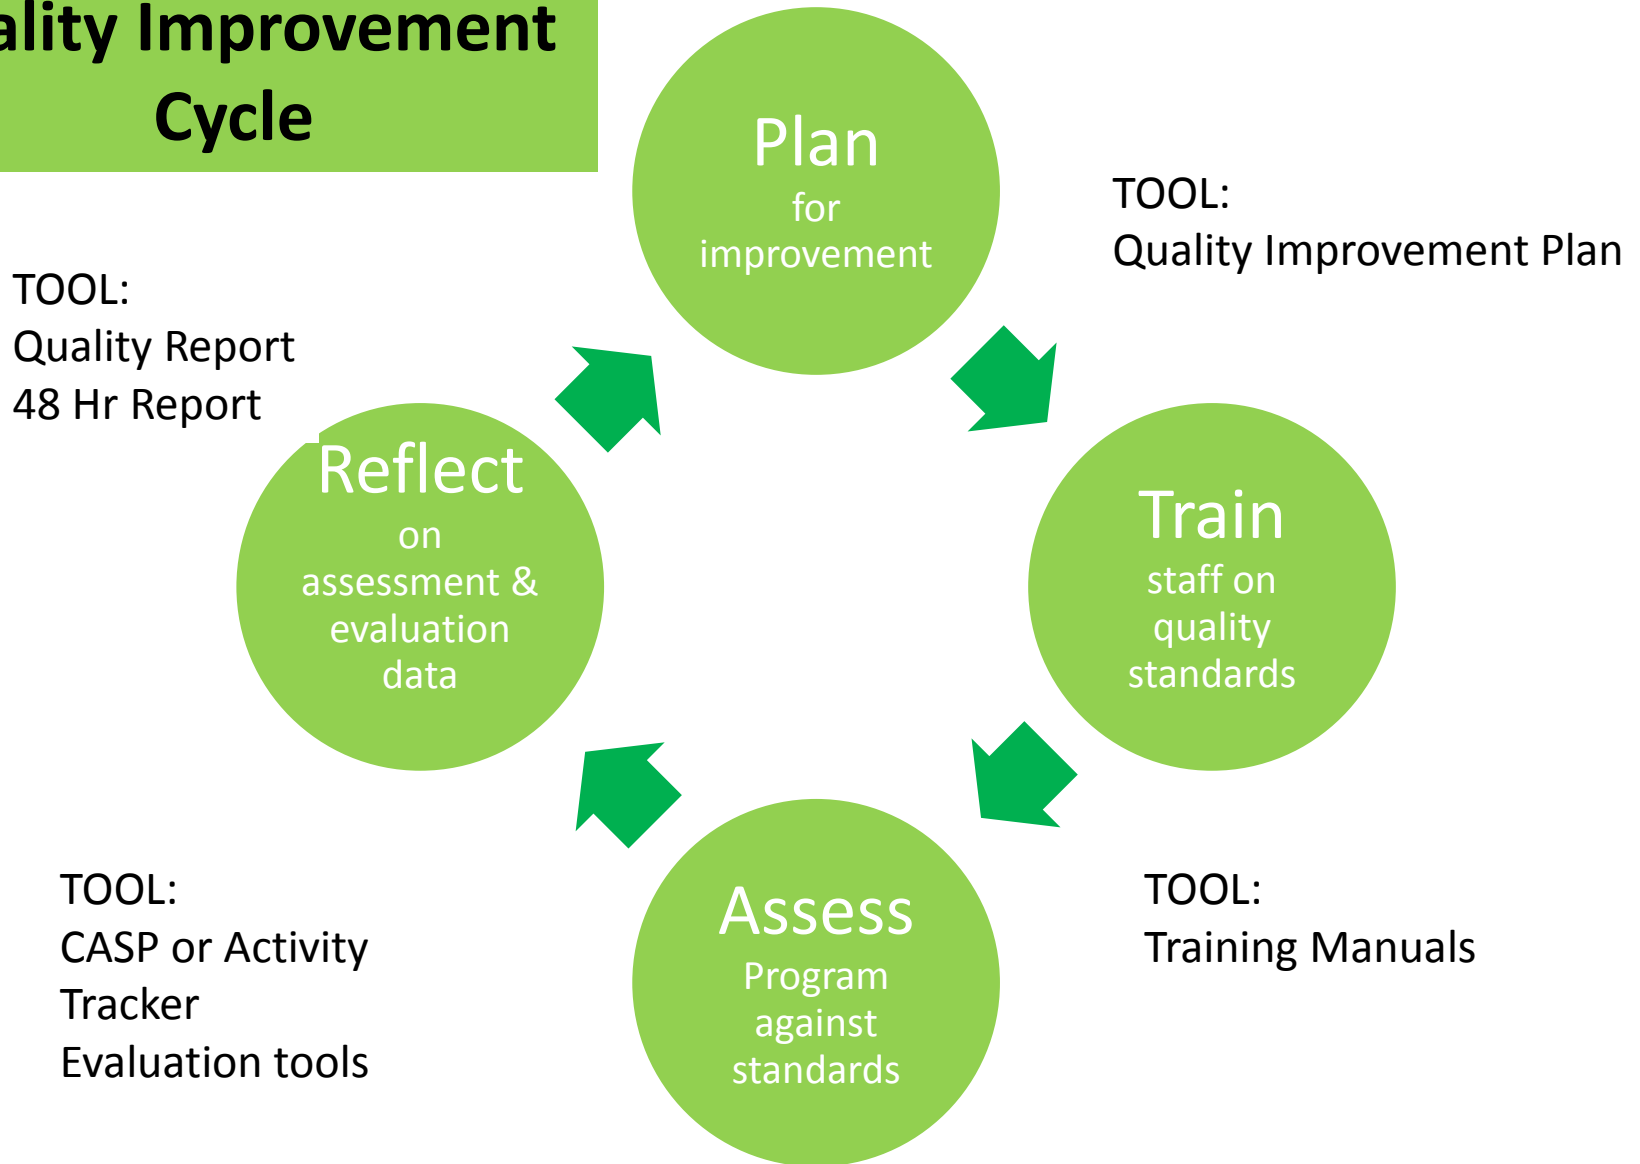 ality Improvement
Cycle
Plan
for
improvement
TOOL:
Quality Improvement Plan
Train
staff on
quality
standards
TOOL:
Training Manuals
Assess
Program
against
standards
TOOL:
CASP or Activity
Tracker
Evaluation tools
Reflect
on
assessment &
evaluation
data
TOOL:
Quality Report
48 Hr Report